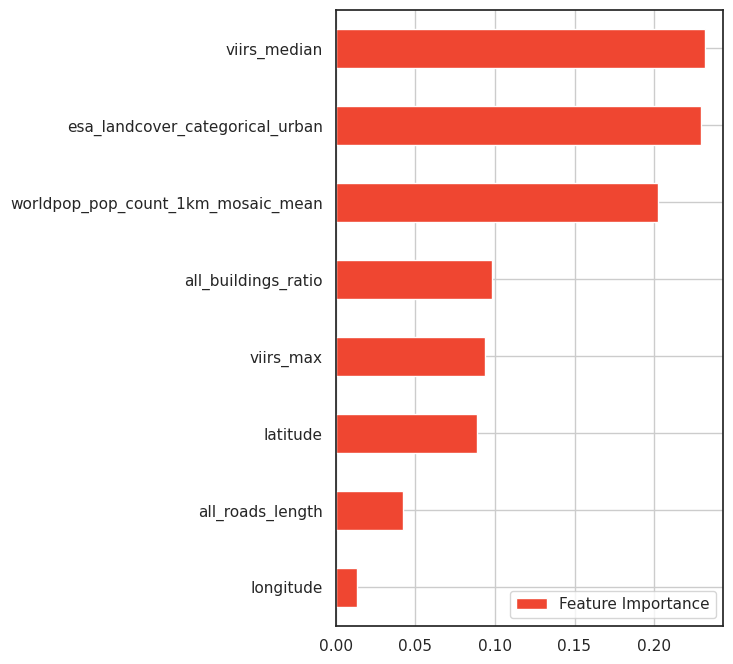 viirs_median
esa_landcover_categorical_urban
worldpop_pop_count_1km_mosaic_mean
all_buildings_ratio
viirs_max
latitude
all_roads_length
longitude
Feature Importance
0.00 0.05 0.10 0.15 0.20